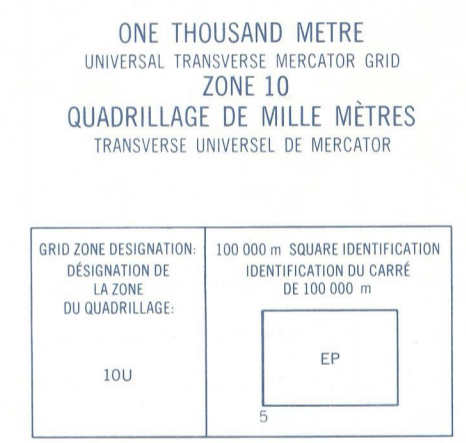 ONE THOUSAND METRE
UNIVERSAL TRANSVERSE MERCATOR GRID
ZONE 10
QUADRILLAGE DE MILLE MÈTRES
TRANSVERSE UNIVERSEL DE MERCATOR
GRID ZONE DESIGNATION:
DÉSIGNATION DE
LA ZONE
DU QUADRILLAGE:
10U
100 000 m SQUARE IDENTIFICATION
IDENTIFICATION DU CARRÉ
DE 100 000 m
EP
5